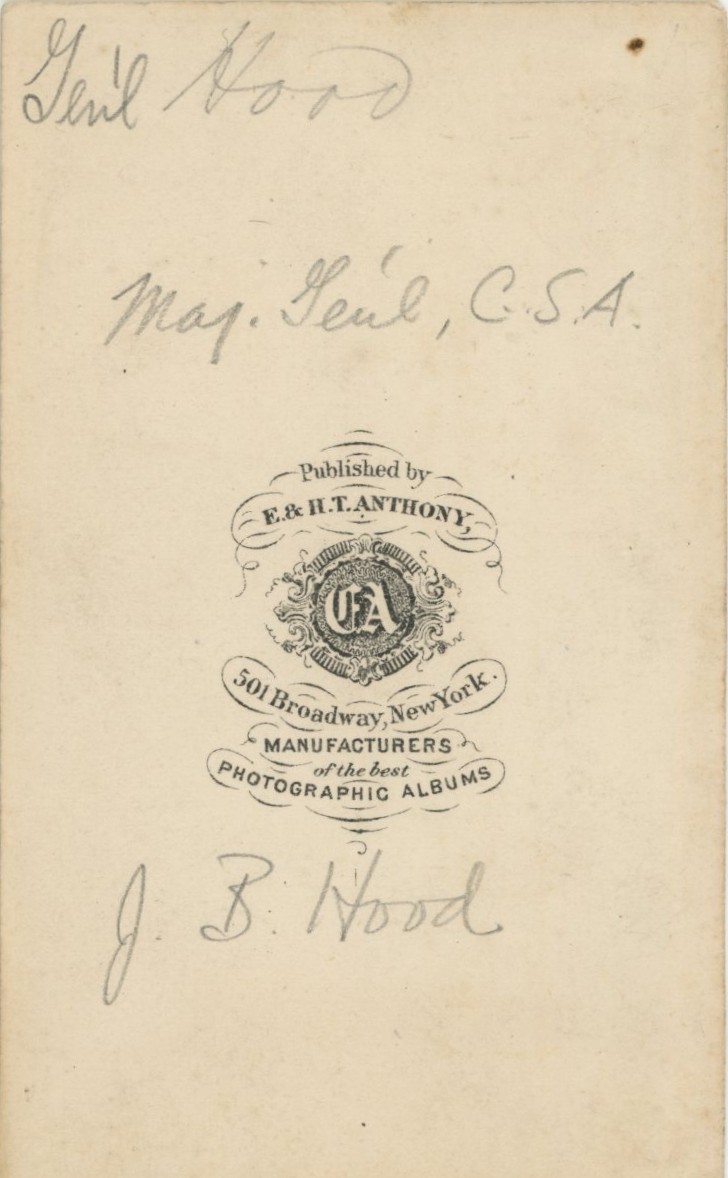 Gen'l Hood
Maj. Gen'l, C.S.A.
Published by
E. & H. T. ANTHONY,
EA
501 Broadway, New York.
MANUFACTURERS
of the best
PHOTOGRAPHIC ALBUMS
J. B. Hood